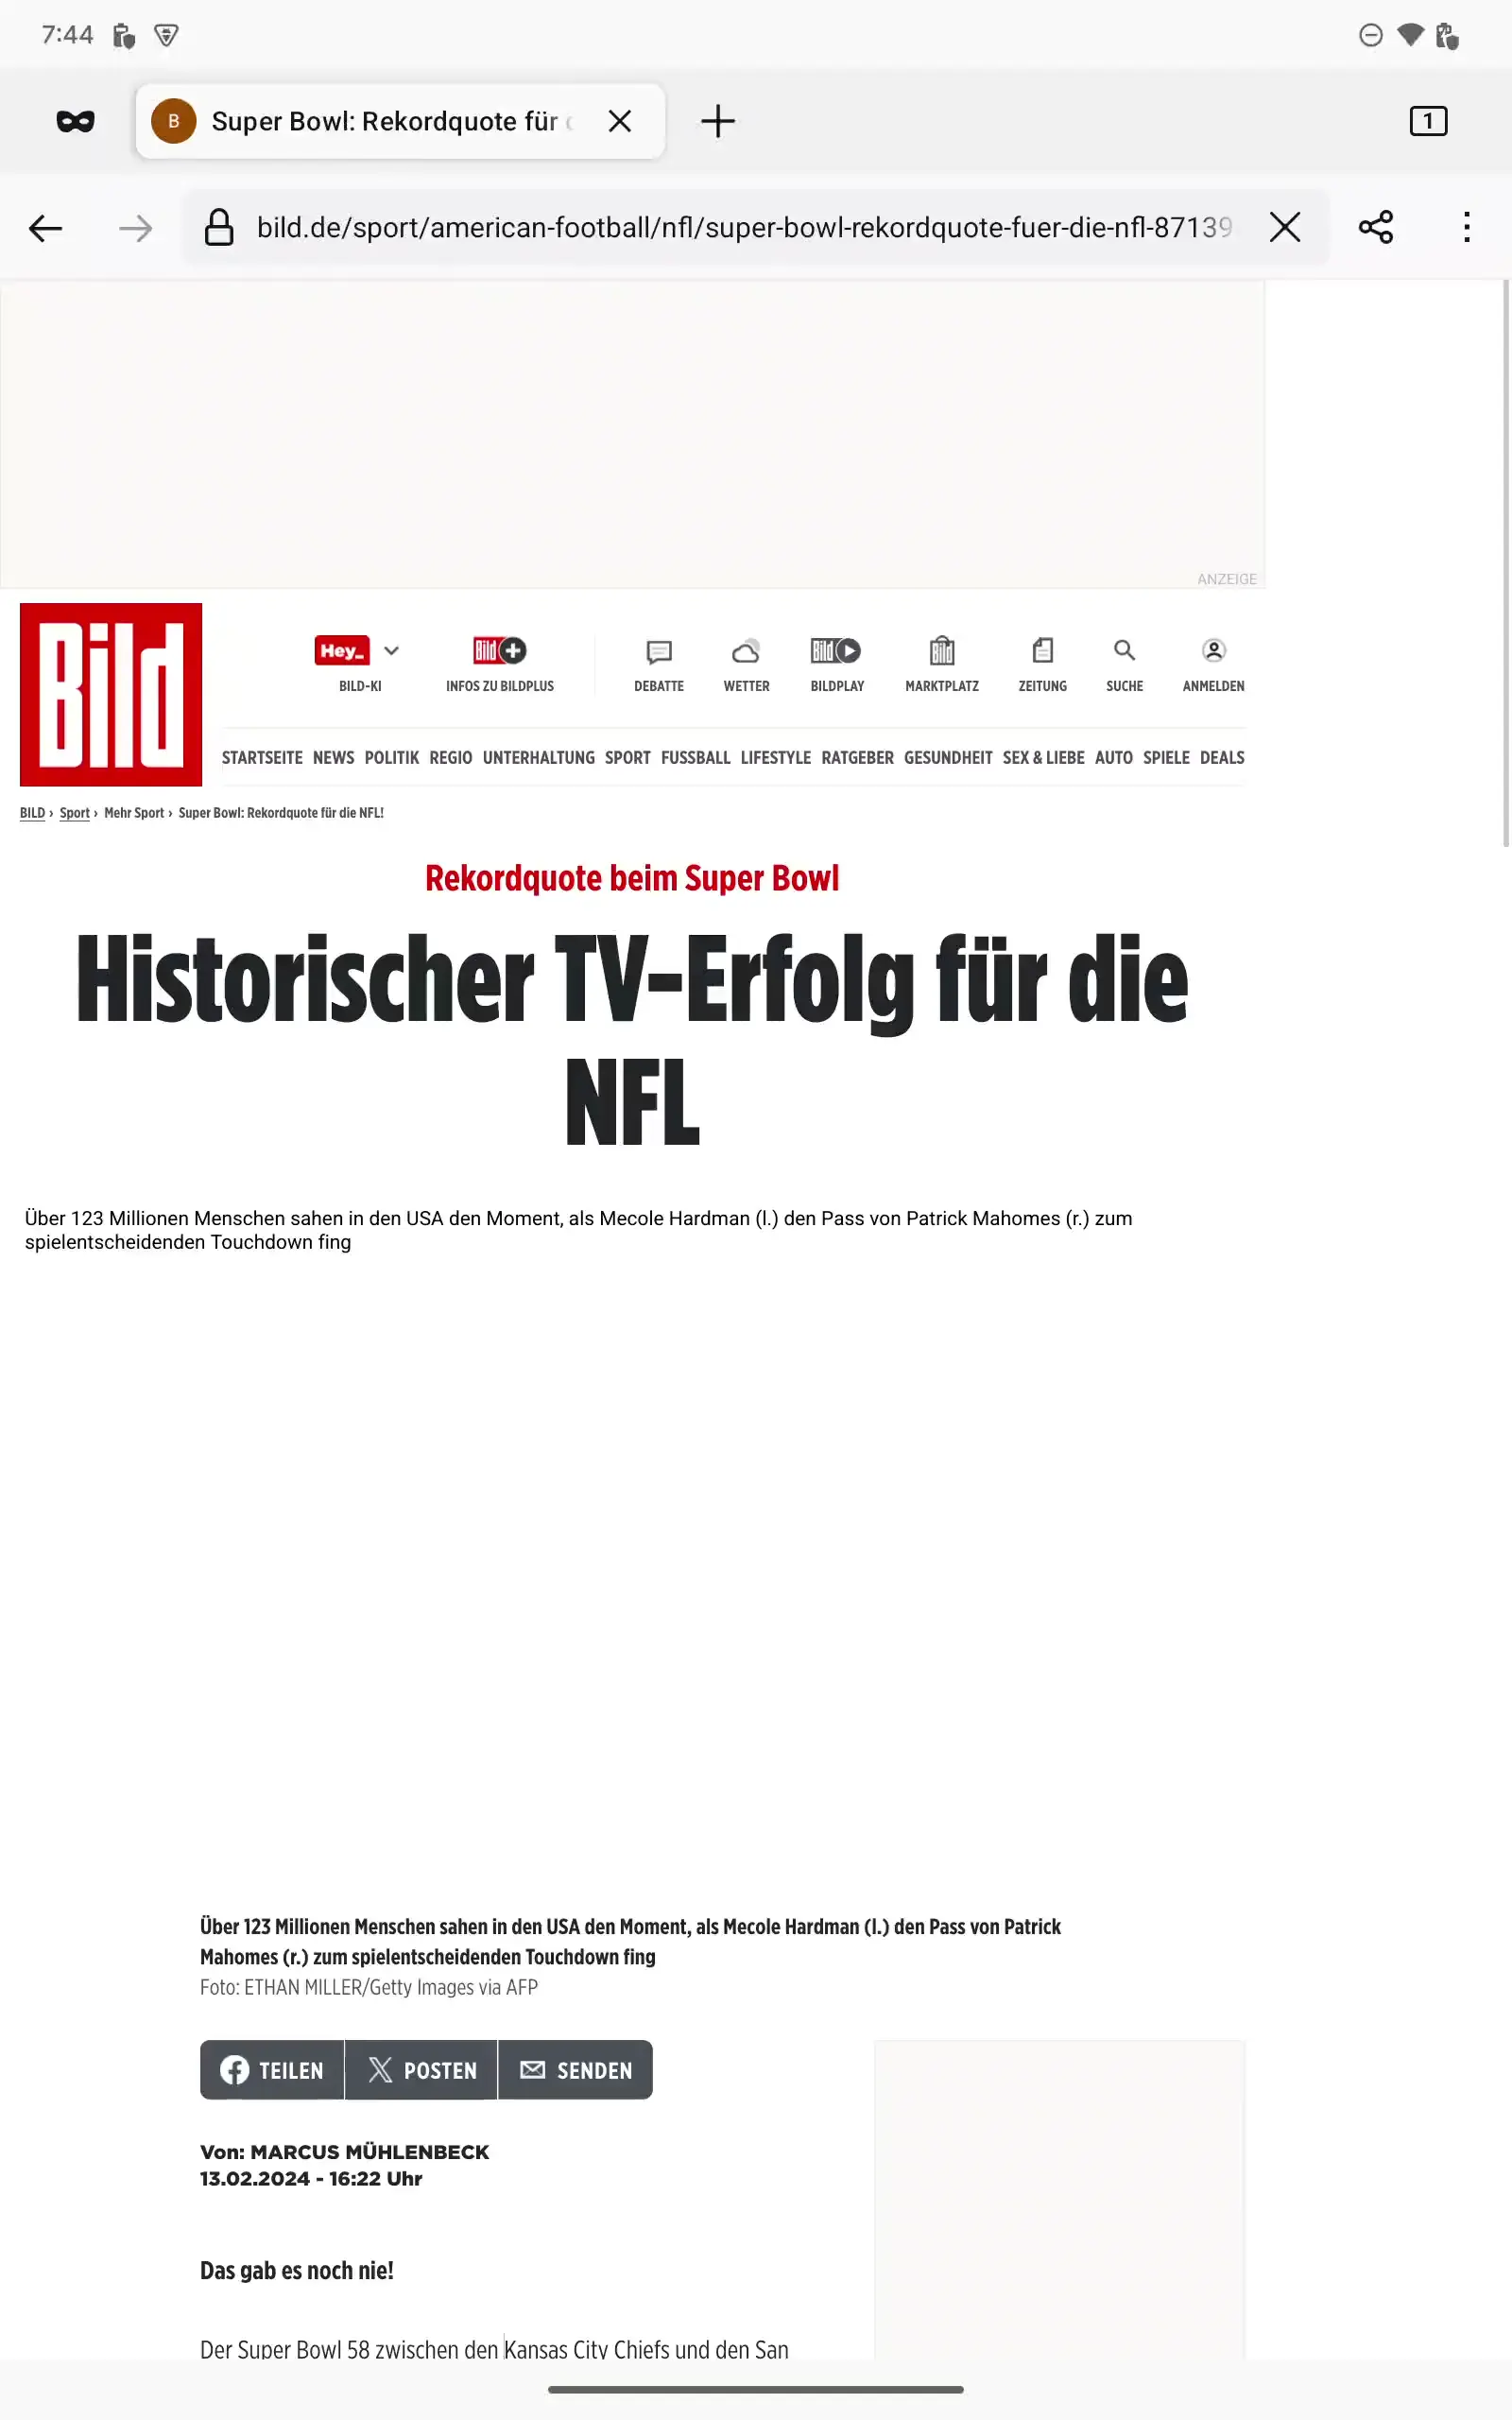 7:44
B Super Bowl: Rekordquote für
1
bild.de/sport/american-football/nfl/super-bowl-rekordquote-fuer-die-nfl-87139
ANZEIGE
Bild
Hey_
BILD-KI
Bild
INFOS ZU BILDPLUS
DEBATTE
WETTER
Bild
BILDPLAY
Bild
MARKTPLATZ
ZEITUNG
SUCHE
ANMELDEN
STARTSEITE NEWS POLITIK REGIO UNTERHALTUNG SPORT FUSSBALL LIFESTYLE RATGEBER GESUNDHEIT SEX & LIEBE AUTO SPIELE DEALS
BILD › Sport › Mehr Sport › Super Bowl: Rekordquote für die NFL!
Rekordquote beim Super Bowl
Historischer TV-Erfolg für die
NFL
Über 123 Millionen Menschen sahen in den USA den Moment, als Mecole Hardman (l.) den Pass von Patrick Mahomes (r.) zum
spielentscheidenden Touchdown fing
Über 123 Millionen Menschen sahen in den USA den Moment, als Mecole Hardman (l.) den Pass von Patrick
Mahomes (r.) zum spielentscheidenden Touchdown fing
Foto: ETHAN MILLER/Getty Images via AFP
TEILEN
POSTEN
SENDEN
Von: MARCUS MÜHLENBECK
13.02.2024 - 16:22 Uhr
Das gab es noch nie!
Der Super Bowl 58 zwischen den Kansas City Chiefs und den San